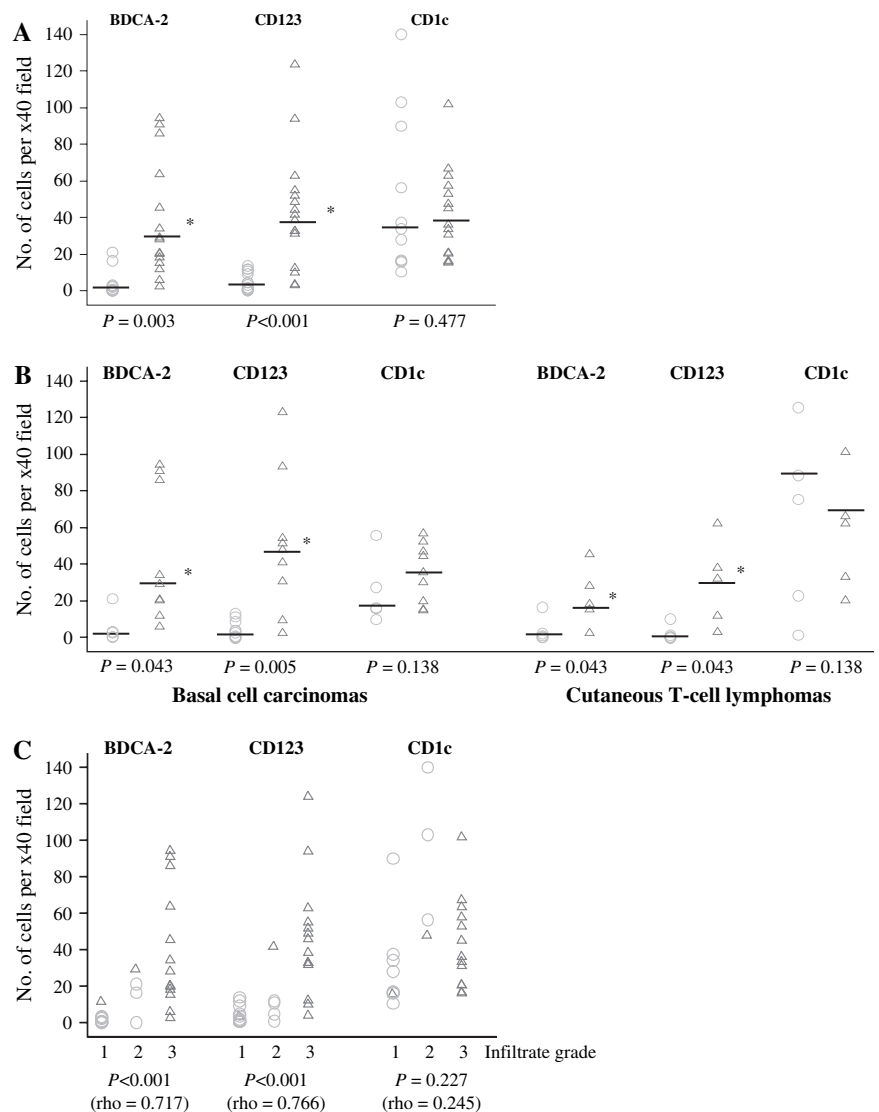 A
BDCA-2 CD123 CD1c
No. of cells per x40 field
140
120
100
80
60
40
20
0
*
*
P = 0.003 P<0.001 P = 0.477
B
BDCA-2 CD123 CD1c BDCA-2 CD123 CD1c
No. of cells per x40 field
140
120
100
80
60
40
20
0
*
*
*
*
P = 0.043 P = 0.005 P = 0.138 P = 0.043 P = 0.043 P = 0.138
Basal cell carcinomas Cutaneous T-cell lymphomas
C
BDCA-2 CD123 CD1c
No. of cells per x40 field
140
120
100
80
60
40
20
0
1 2 3 1 2 3 1 2 3 Infiltrate grade
P<0.001 P<0.001 P = 0.227
(rho = 0.717) (rho = 0.766) (rho = 0.245)